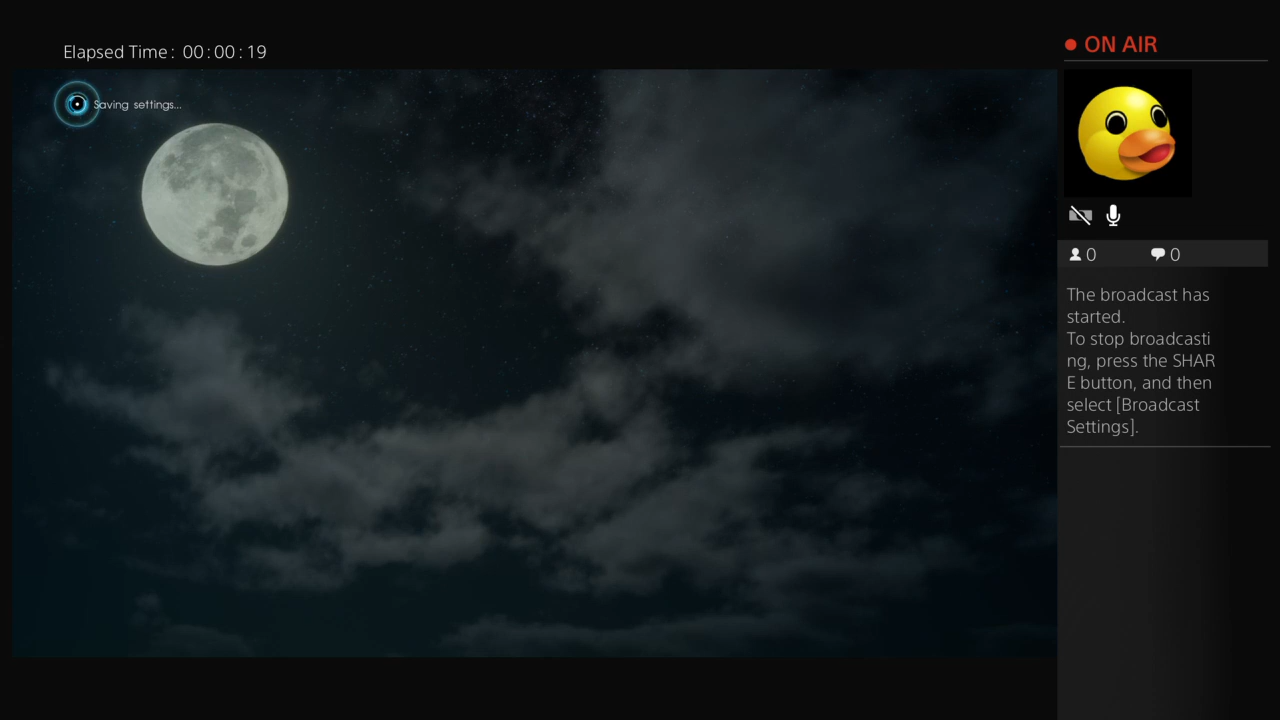 Elapsed Time: 00:00:19
ON AIR
Saving settings...
0 0
The broadcast has
started.
To stop broadcasti
ng, press the SHAR
E button, and then
select [Broadcast
Settings].